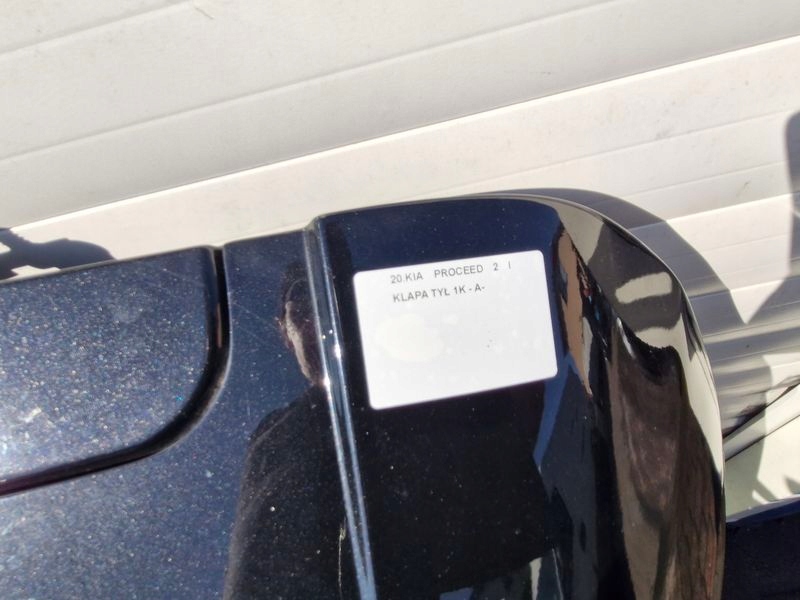 20.KIA PROCEED 2 I
KLAPA TYŁ 1K - A-